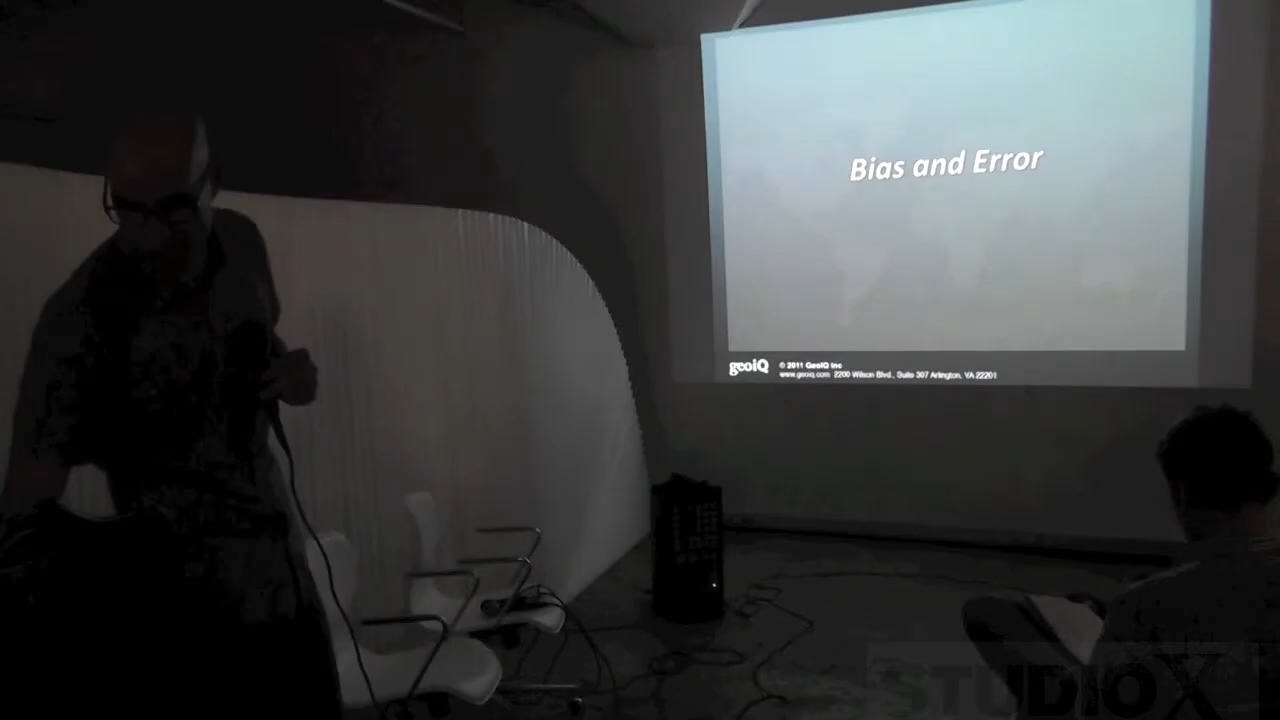 Bias and Error
geoIQ
© 2011 GeoIQ Inc
www.geoiq.com 2200 Wilson Blvd., Suite 307 Arlington, VA 22201
STUDIO X